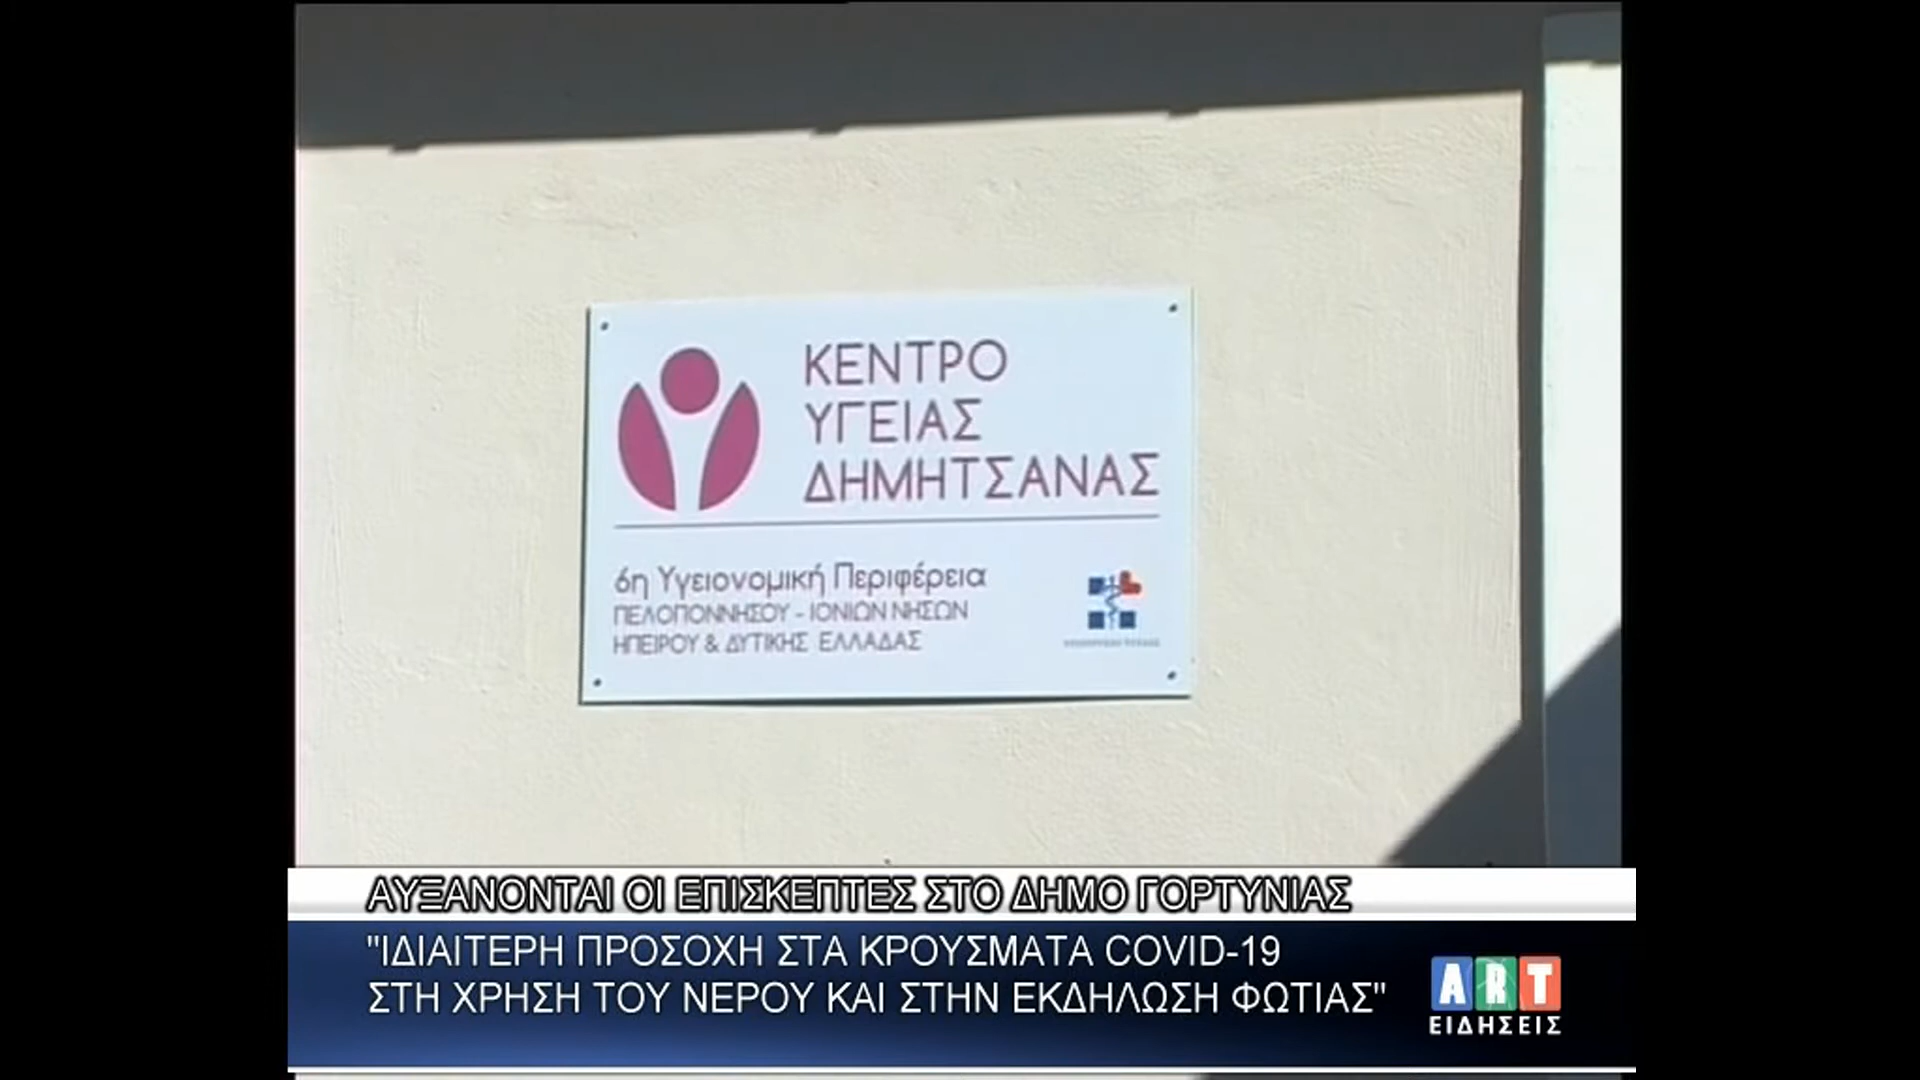 ΚΕΝΤΡΟ
ΥΓΕΙΑΣ
ΔΗΜΗΤΣΑΝΑΣ
6η Υγειονομική Περιφέρεια
ΠΕΛΟΠΟΝΝΗΣΟΥ - ΙΟΝΙΩΝ ΝΗΣΩΝ
ΗΠΕΙΡΟΥ & ΔΥΤΙΚΗΣ ΕΛΛΑΔΑΣ
ΑΥΞΑΝΟΝΤΑΙ ΟΙ ΕΠΙΣΚΕΠΤΕΣ ΣΤΟ ΔΗΜΟ ΓΟΡΤΥΝΙΑΣ
"ΙΔΙΑΙΤΕΡΗ ΠΡΟΣΟΧΗ ΣΤΑ ΚΡΟΥΣΜΑΤΑ COVID-19
ΣΤΗ ΧΡΗΣΗ ΤΟΥ ΝΕΡΟΥ ΚΑΙ ΣΤΗΝ ΕΚΔΗΛΩΣΗ ΦΩΤΙΑΣ"
ART
ΕΙΔΗΣΕΙΣ